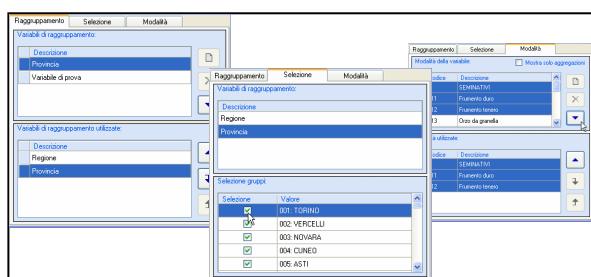 Raggruppamento Selezione Modalità
Variabili di raggruppamento:
Descrizione
Provincia
Variabile di prova
Variabili di raggruppamento utilizzate:
Descrizione
Regione
Provincia
Raggruppamento Selezione Modalità
Variabili di raggruppamento:
Descrizione
Regione
Provincia
Selezione gruppi:
Selezione Valore
001: TORINO
002: VERCELLI
003: NOVARA
004: CUNEO
005: ASTI
Raggruppamento Selezione Modalità
Modalità della variabile: Mostra solo aggregazioni
odice Descrizione
SEMINATIVI
Frumento duro
Frumento tenero
Orzo da granella
à utilizzate:
odice Descrizione
SEMINATIVI
Frumento duro
Frumento tenero